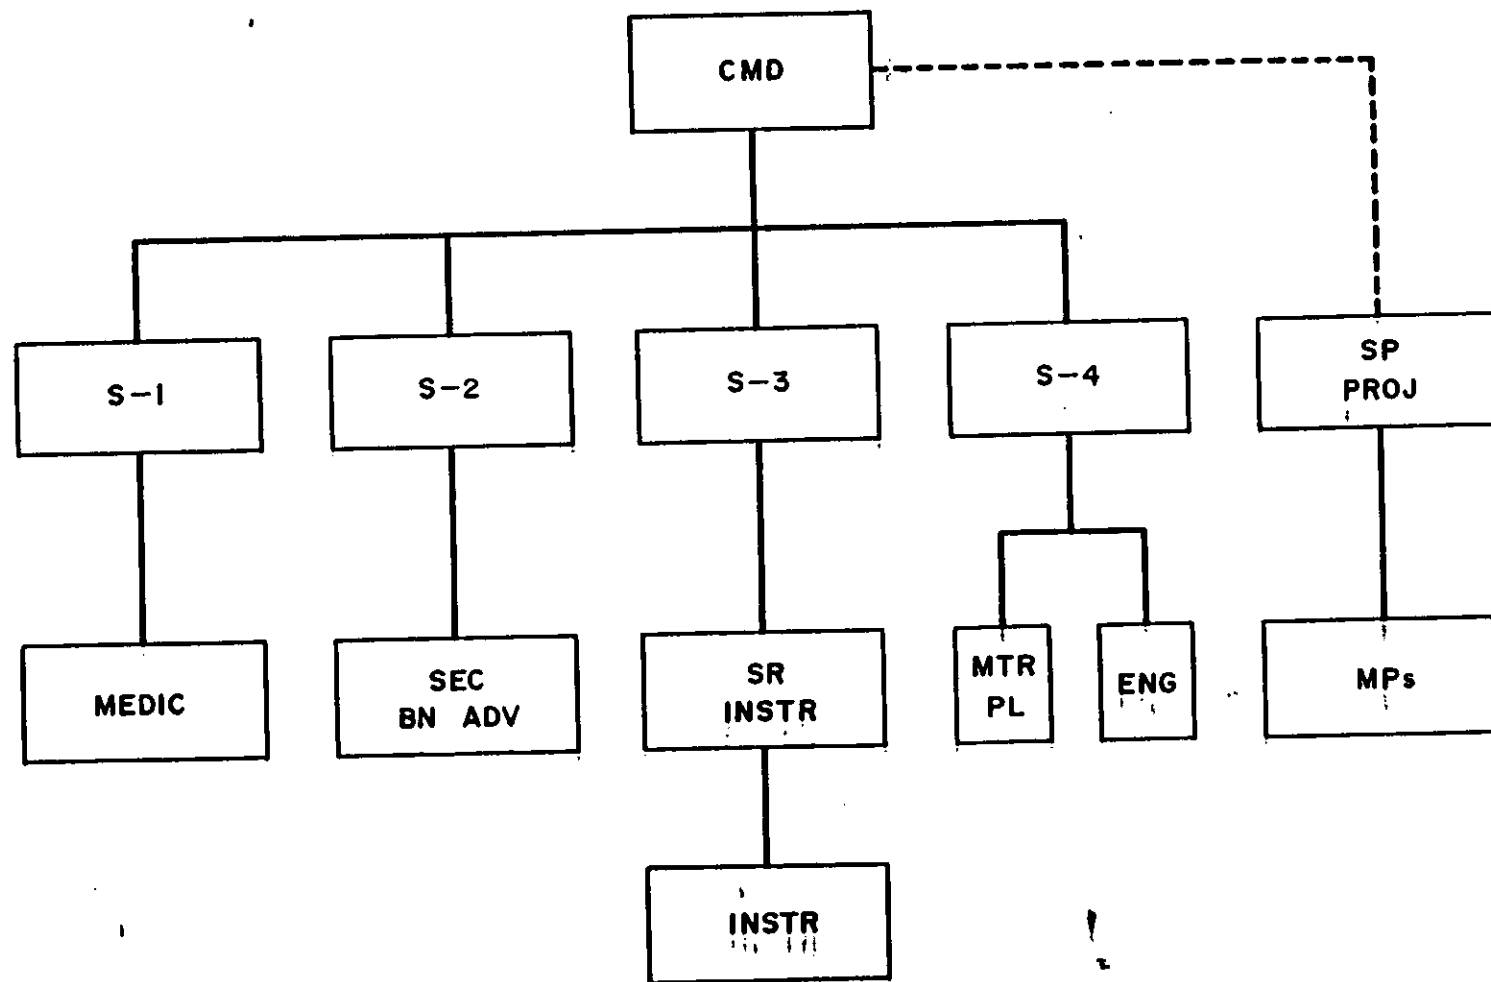 CMD
S-1
S-2
S-3
S-4
SP
PROJ
MEDIC
SEC
BN ADV
SR
INSTR
MTR
PL
ENG
MPs
INSTR